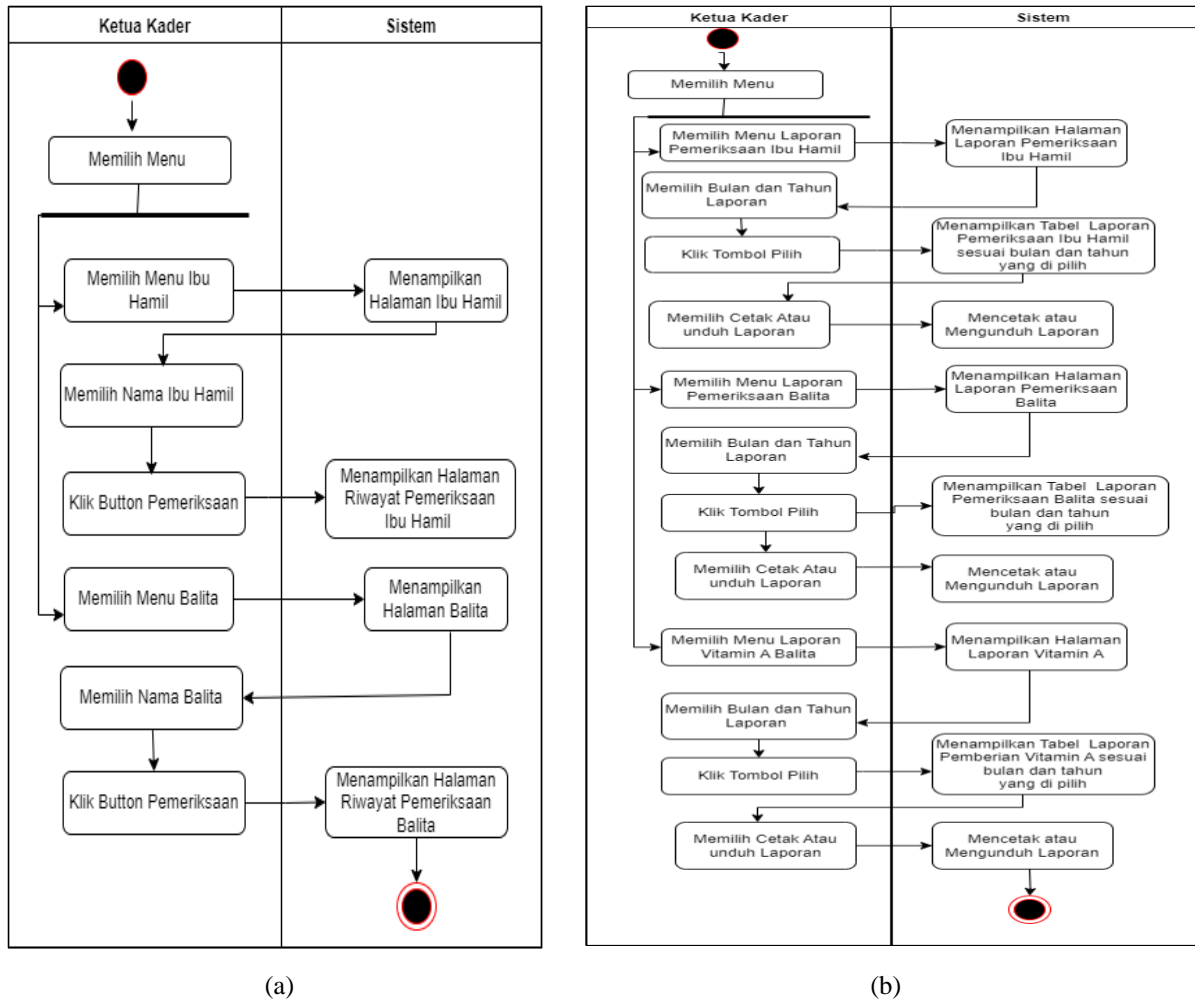 Ketua Kader
Sistem
Memilih Menu
Memilih Menu Ibu
Hamil
Menampilkan
Halaman Ibu Hamil
Memilih Nama Ibu Hamil
Klik Button Pemeriksaan
Menampilkan Halaman
Riwayat Pemeriksaan
Ibu Hamil
Memilih Menu Balita
Menampilkan
Halaman Balita
Memilih Nama Balita
Klik Button Pemeriksaan
Menampilkan Halaman
Riwayat Pemeriksaan
Balita
(a)
Ketua Kader
Sistem
Memilih Menu
Memilih Menu Laporan
Pemeriksaan Ibu Hamil
Menampilkan Halaman
Laporan Pemeriksaan
Ibu Hamil
Memilih Bulan dan Tahun
Laporan
Klik Tombol Pilih
Menampilkan Tabel Laporan
Pemeriksaan Ibu Hamil
sesuai bulan dan tahun
yang di pilih
Memilih Cetak Atau
unduh Laporan
Mencetak atau
Mengunduh Laporan
Memilih Menu Laporan
Pemeriksaan Balita
Menampilkan Halaman
Laporan Pemeriksaan
Balita
Memilih Bulan dan Tahun
Laporan
Klik Tombol Pilih
Menampilkan Tabel Laporan
Pemeriksaan Balita sesuai
bulan dan tahun
yang di pilih
Memilih Cetak Atau
unduh Laporan
Mencetak atau
Mengunduh Laporan
Memilih Menu Laporan
Vitamin A Balita
Menampilkan Halaman
Laporan Vitamin A
Memilih Bulan dan Tahun
Laporan
Klik Tombol Pilih
Menampilkan Tabel Laporan
Pemberian Vitamin A sesuai
bulan dan tahun
yang di pilih
Memilih Cetak Atau
unduh Laporan
Mencetak atau
Mengunduh Laporan
(b)